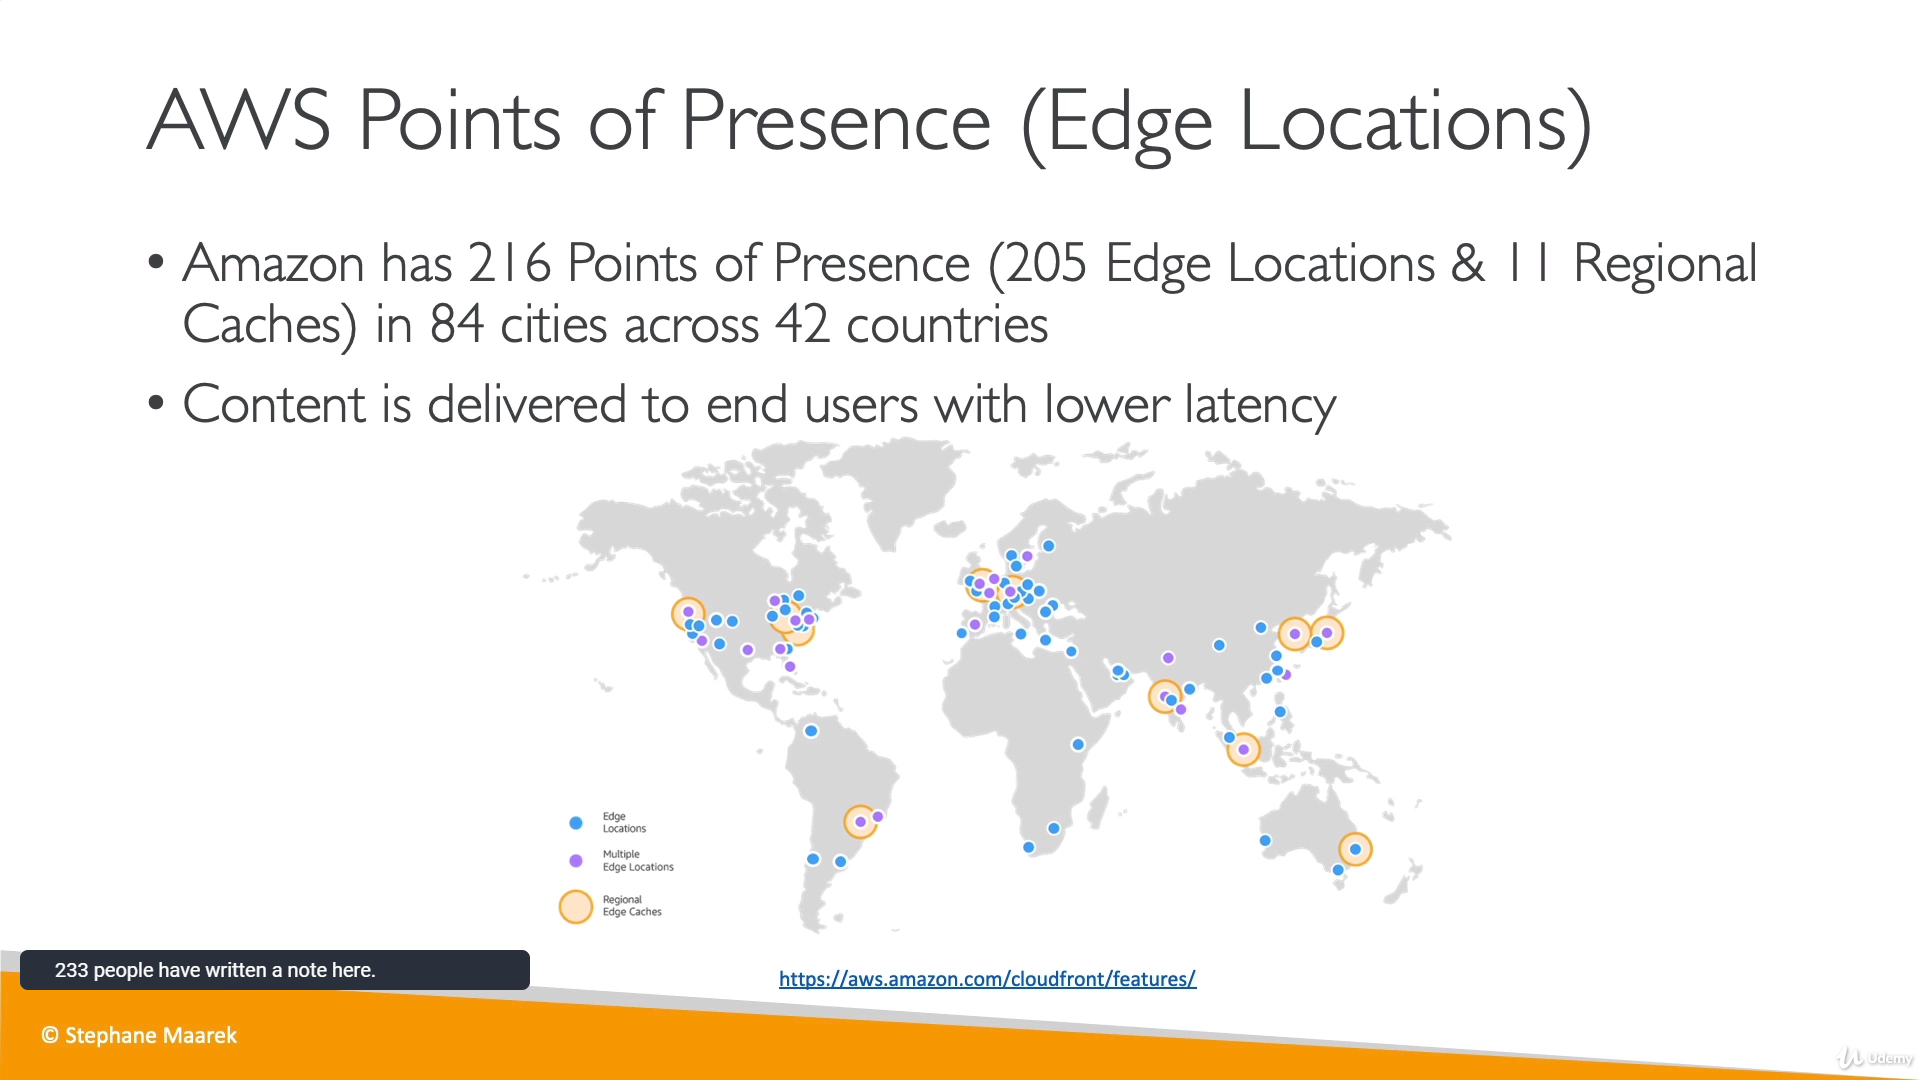 AWS Points of Presence (Edge Locations)
• Amazon has 216 Points of Presence (205 Edge Locations & 11 Regional
Caches) in 84 cities across 42 countries
• Content is delivered to end users with lower latency
Edge
Locations
Multiple
Edge Locations
Regional
Edge Caches
233 people have written a note here.
https://aws.amazon.com/cloudfront/features/
© Stephane Maarek
Udemy